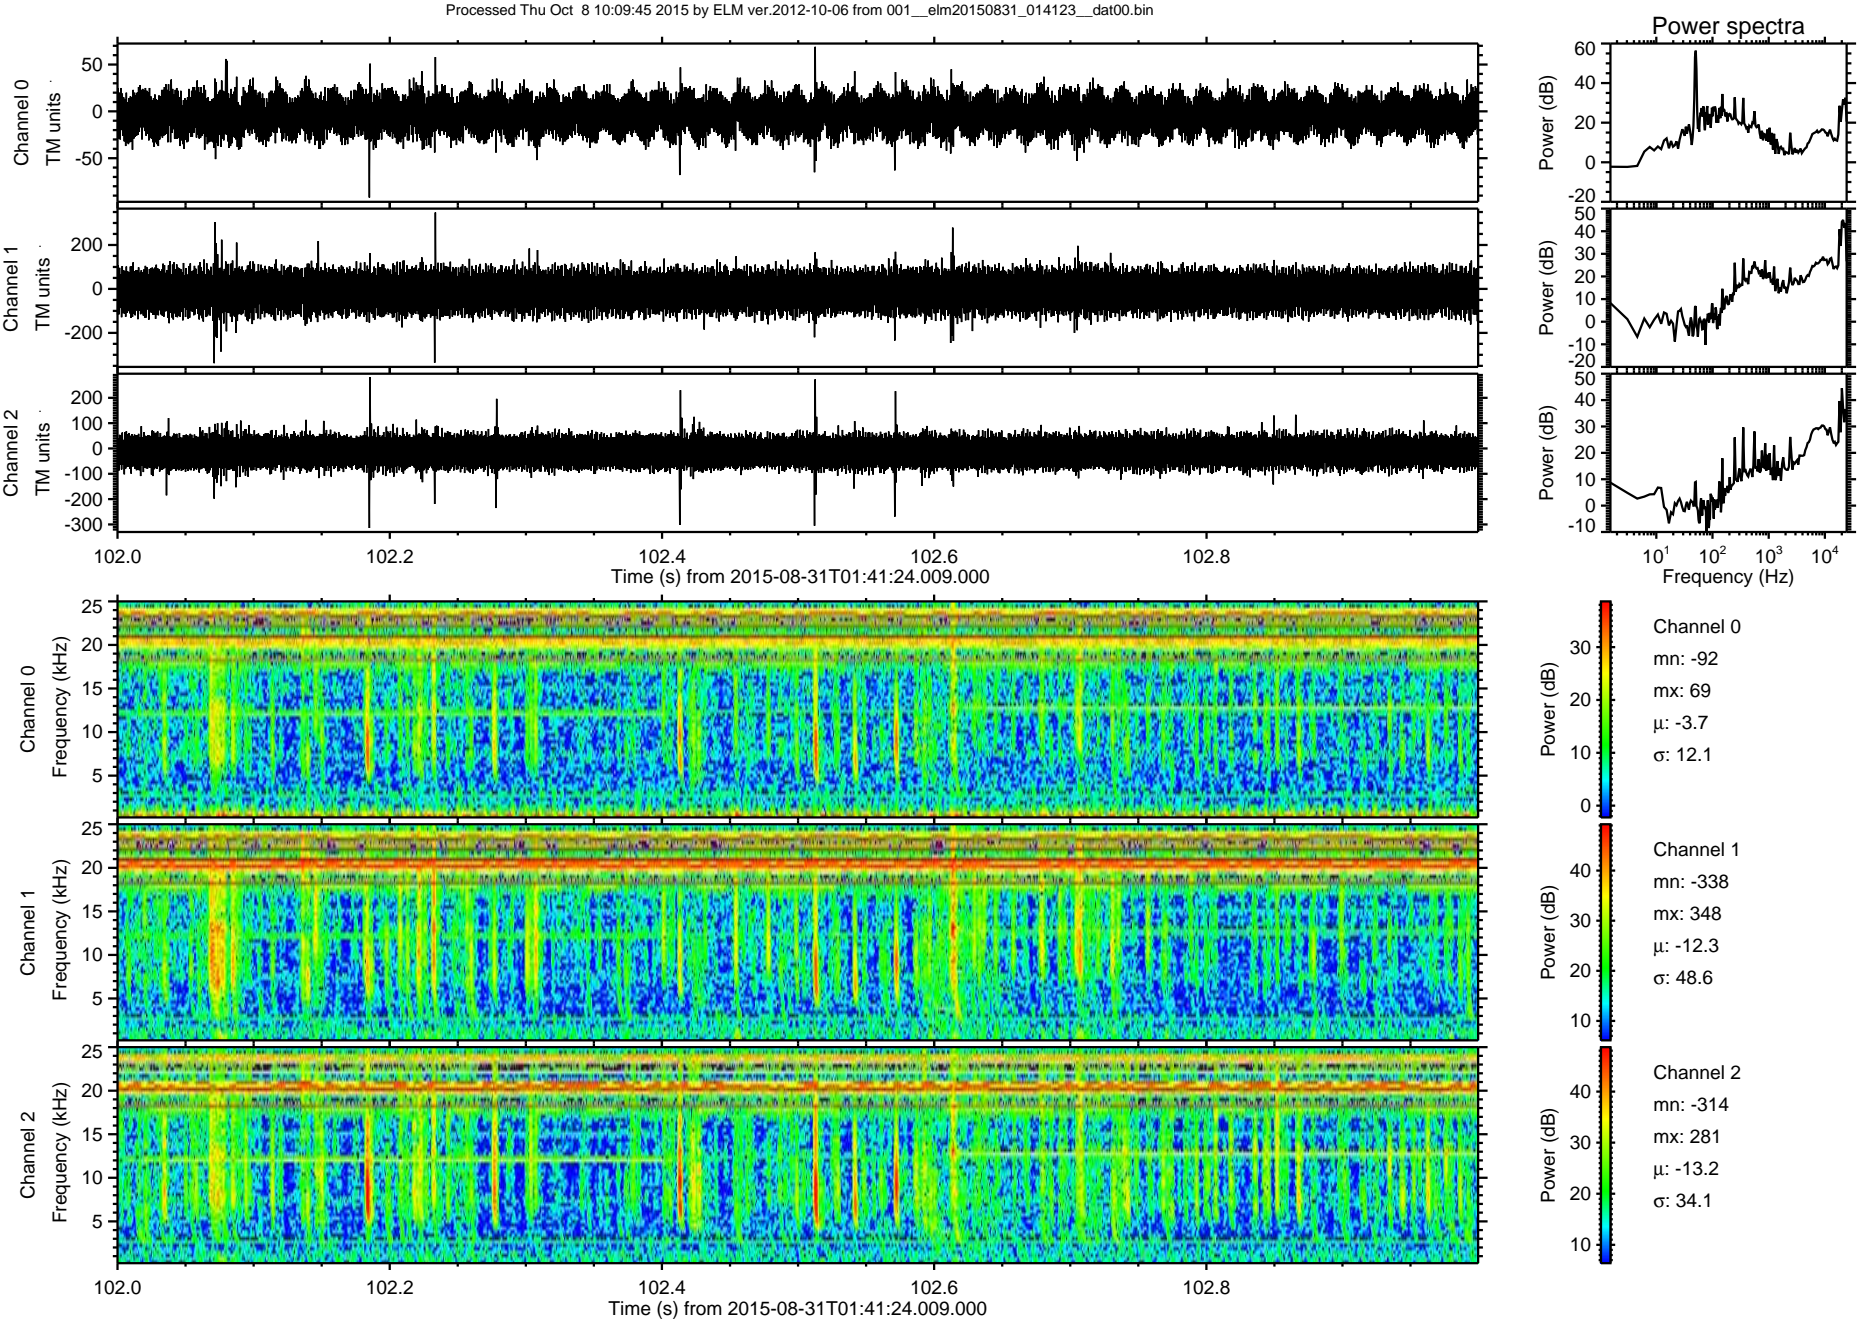 Processed Thu Oct  8 10:09:45 2015 by ELM ver.2012-10-06 from 001__elm20150831_014123__dat00.bin
Power spectra
Channel 0
TM units
50
0
-50
Power (dB)
60
40
20
0
-20
Channel 1
TM units
200
0
-200
Power (dB)
50
40
30
20
10
0
-10
-20
Channel 2
TM units
200
100
0
-100
-200
-300
Power (dB)
50
40
30
20
10
0
-10
102.0 102.2 102.4 102.6 102.8
Time (s) from 2015-08-31T01:41:24.009.000
10¹ 10² 10³ 10⁴
Frequency (Hz)
Channel 0
Frequency (kHz)
25
20
15
10
5
Power (dB)
30
20
10
0
Channel 0
mn: -92
mx: 69
μ: -3.7
σ: 12.1
Channel 1
Frequency (kHz)
25
20
15
10
5
Power (dB)
40
30
20
10
Channel 1
mn: -338
mx: 348
μ: -12.3
σ: 48.6
Channel 2
Frequency (kHz)
25
20
15
10
5
Power (dB)
40
30
20
10
Channel 2
mn: -314
mx: 281
μ: -13.2
σ: 34.1
102.0 102.2 102.4 102.6 102.8
Time (s) from 2015-08-31T01:41:24.009.000